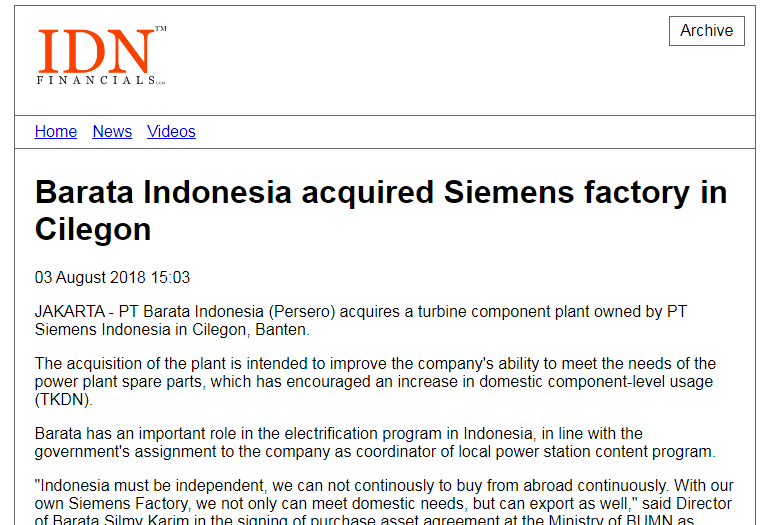 IDN™
FINANCIALS.COM
Archive
Home News Videos
Barata Indonesia acquired Siemens factory in
Cilegon
03 August 2018 15:03
JAKARTA - PT Barata Indonesia (Persero) acquires a turbine component plant owned by PT
Siemens Indonesia in Cilegon, Banten.
The acquisition of the plant is intended to improve the company's ability to meet the needs of the
power plant spare parts, which has encouraged an increase in domestic component-level usage
(TKDN).
Barata has an important role in the electrification program in Indonesia, in line with the
government's assignment to the company as coordinator of local power station content program.
"Indonesia must be independent, we can not continously to buy from abroad continuously. With our
own Siemens Factory, we not only can meet domestic needs, but can export as well," said Director
of Barata Silmy Karim in the signing of purchase asset agreement at the Ministry of BUMN as